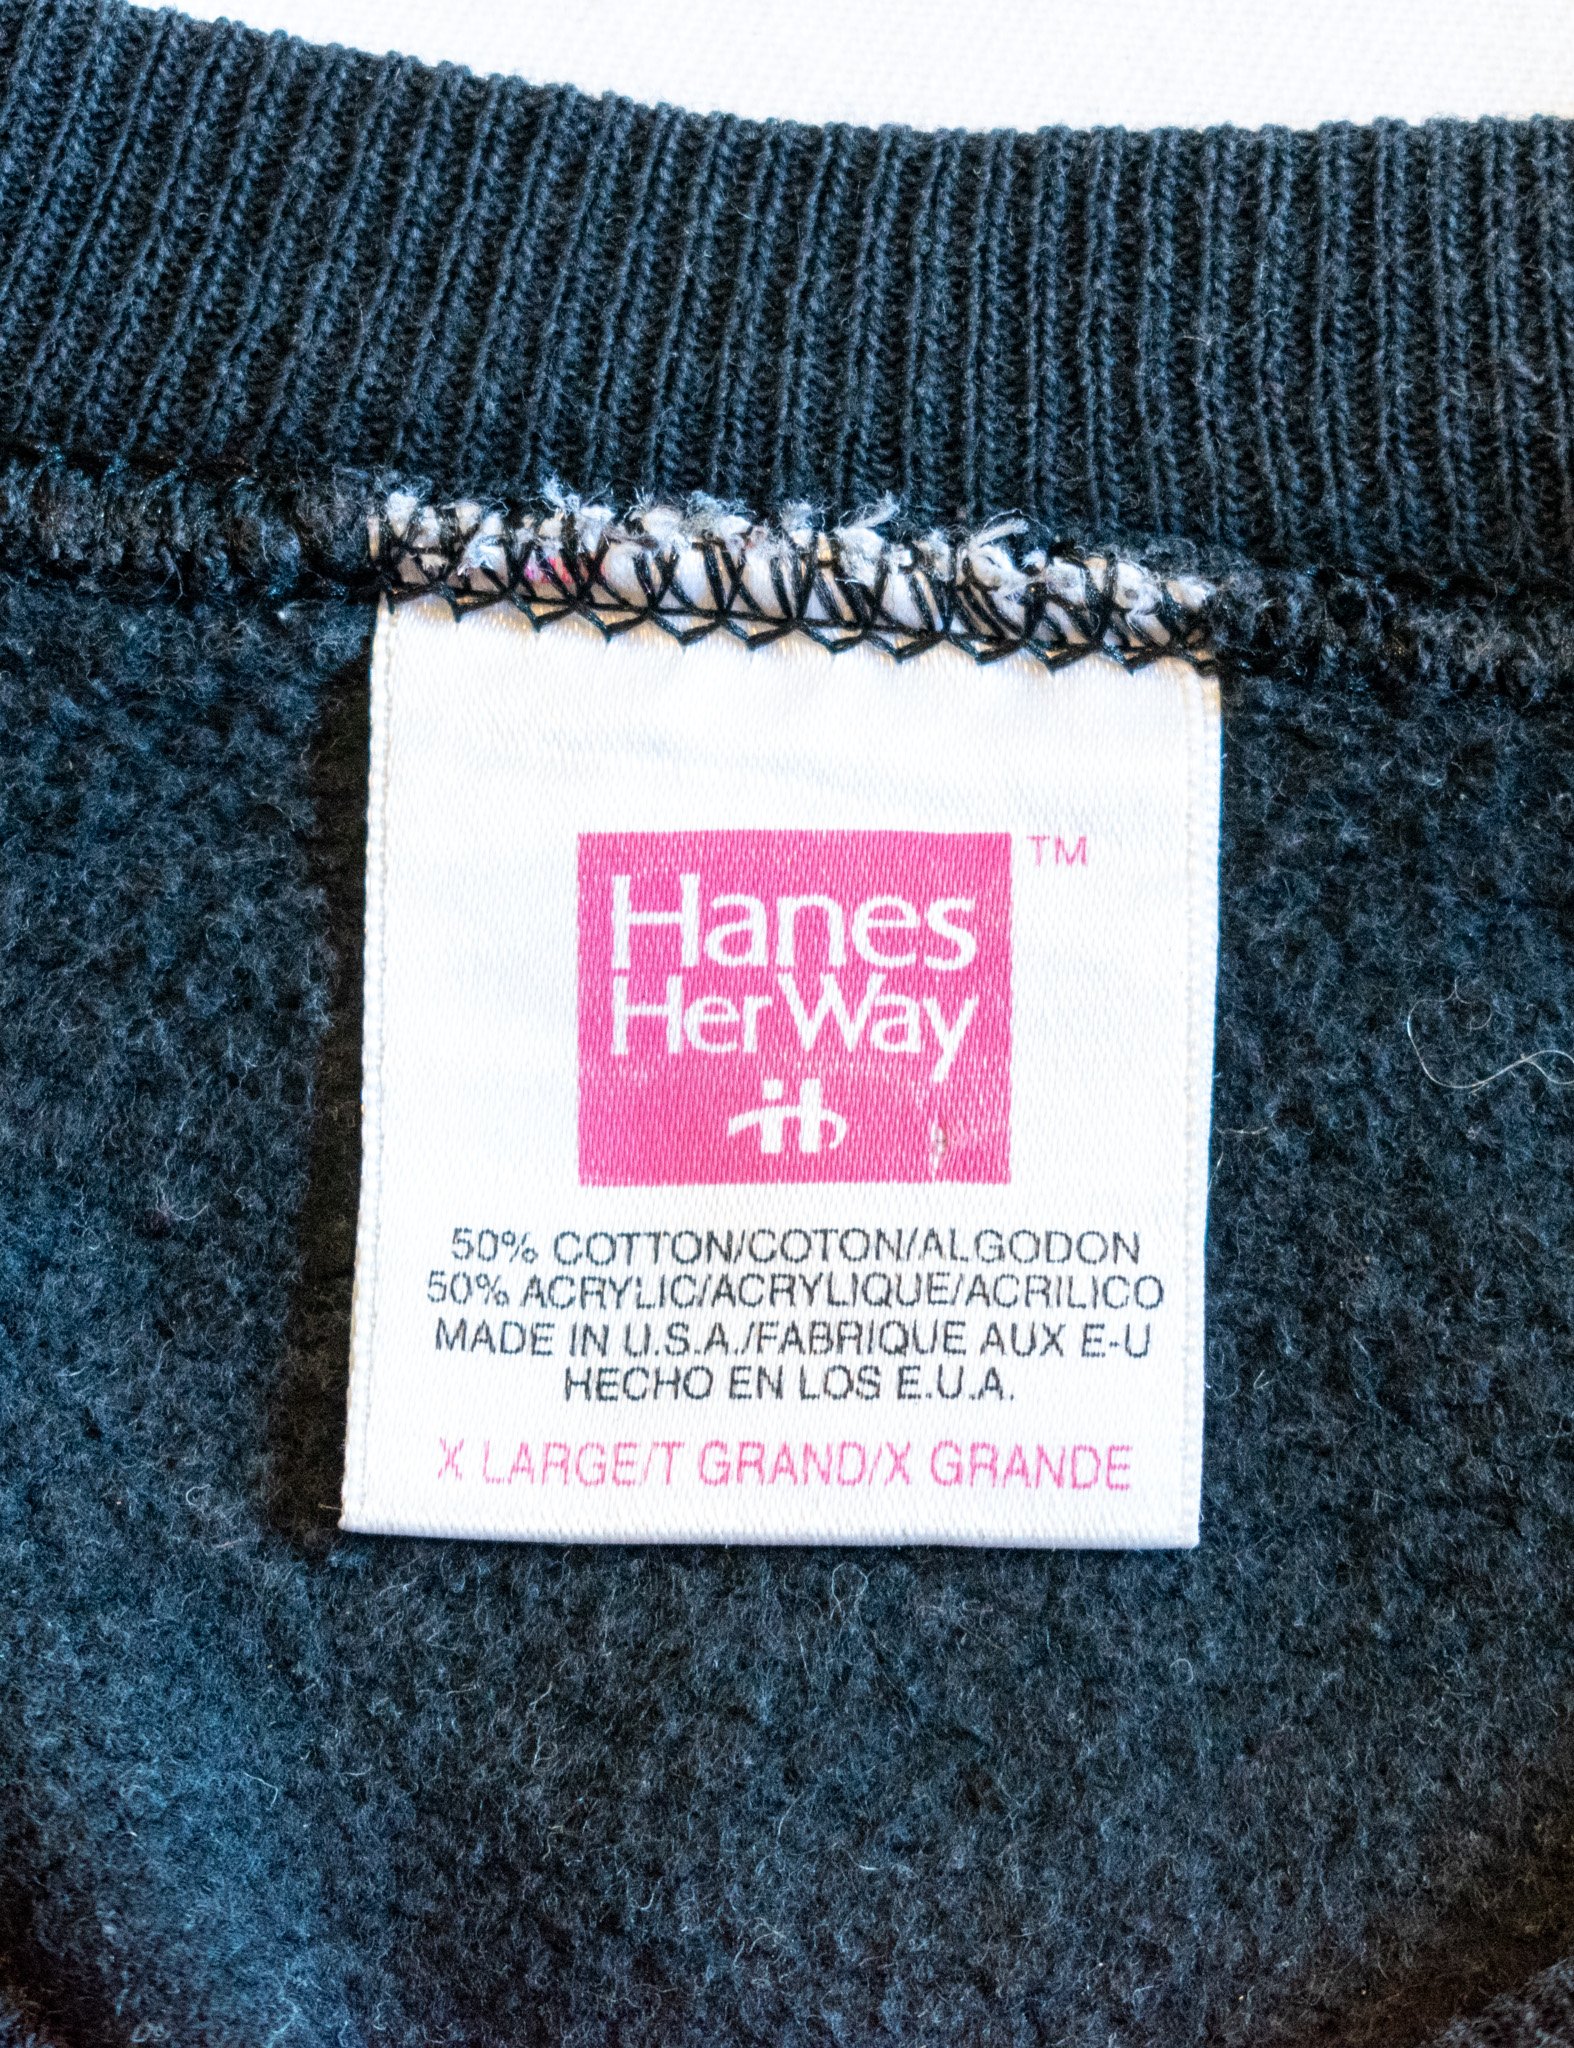 Hanes
HerWay
TM
50% COTTON/COTON/ALGODON
50% ACRYLIC/ACRYLIQUE/ACRILICO
MADE IN U.S.A./FABRIQUE AUX E-U
HECHO EN LOS E.U.A.
X LARGE/T GRAND/X GRANDE